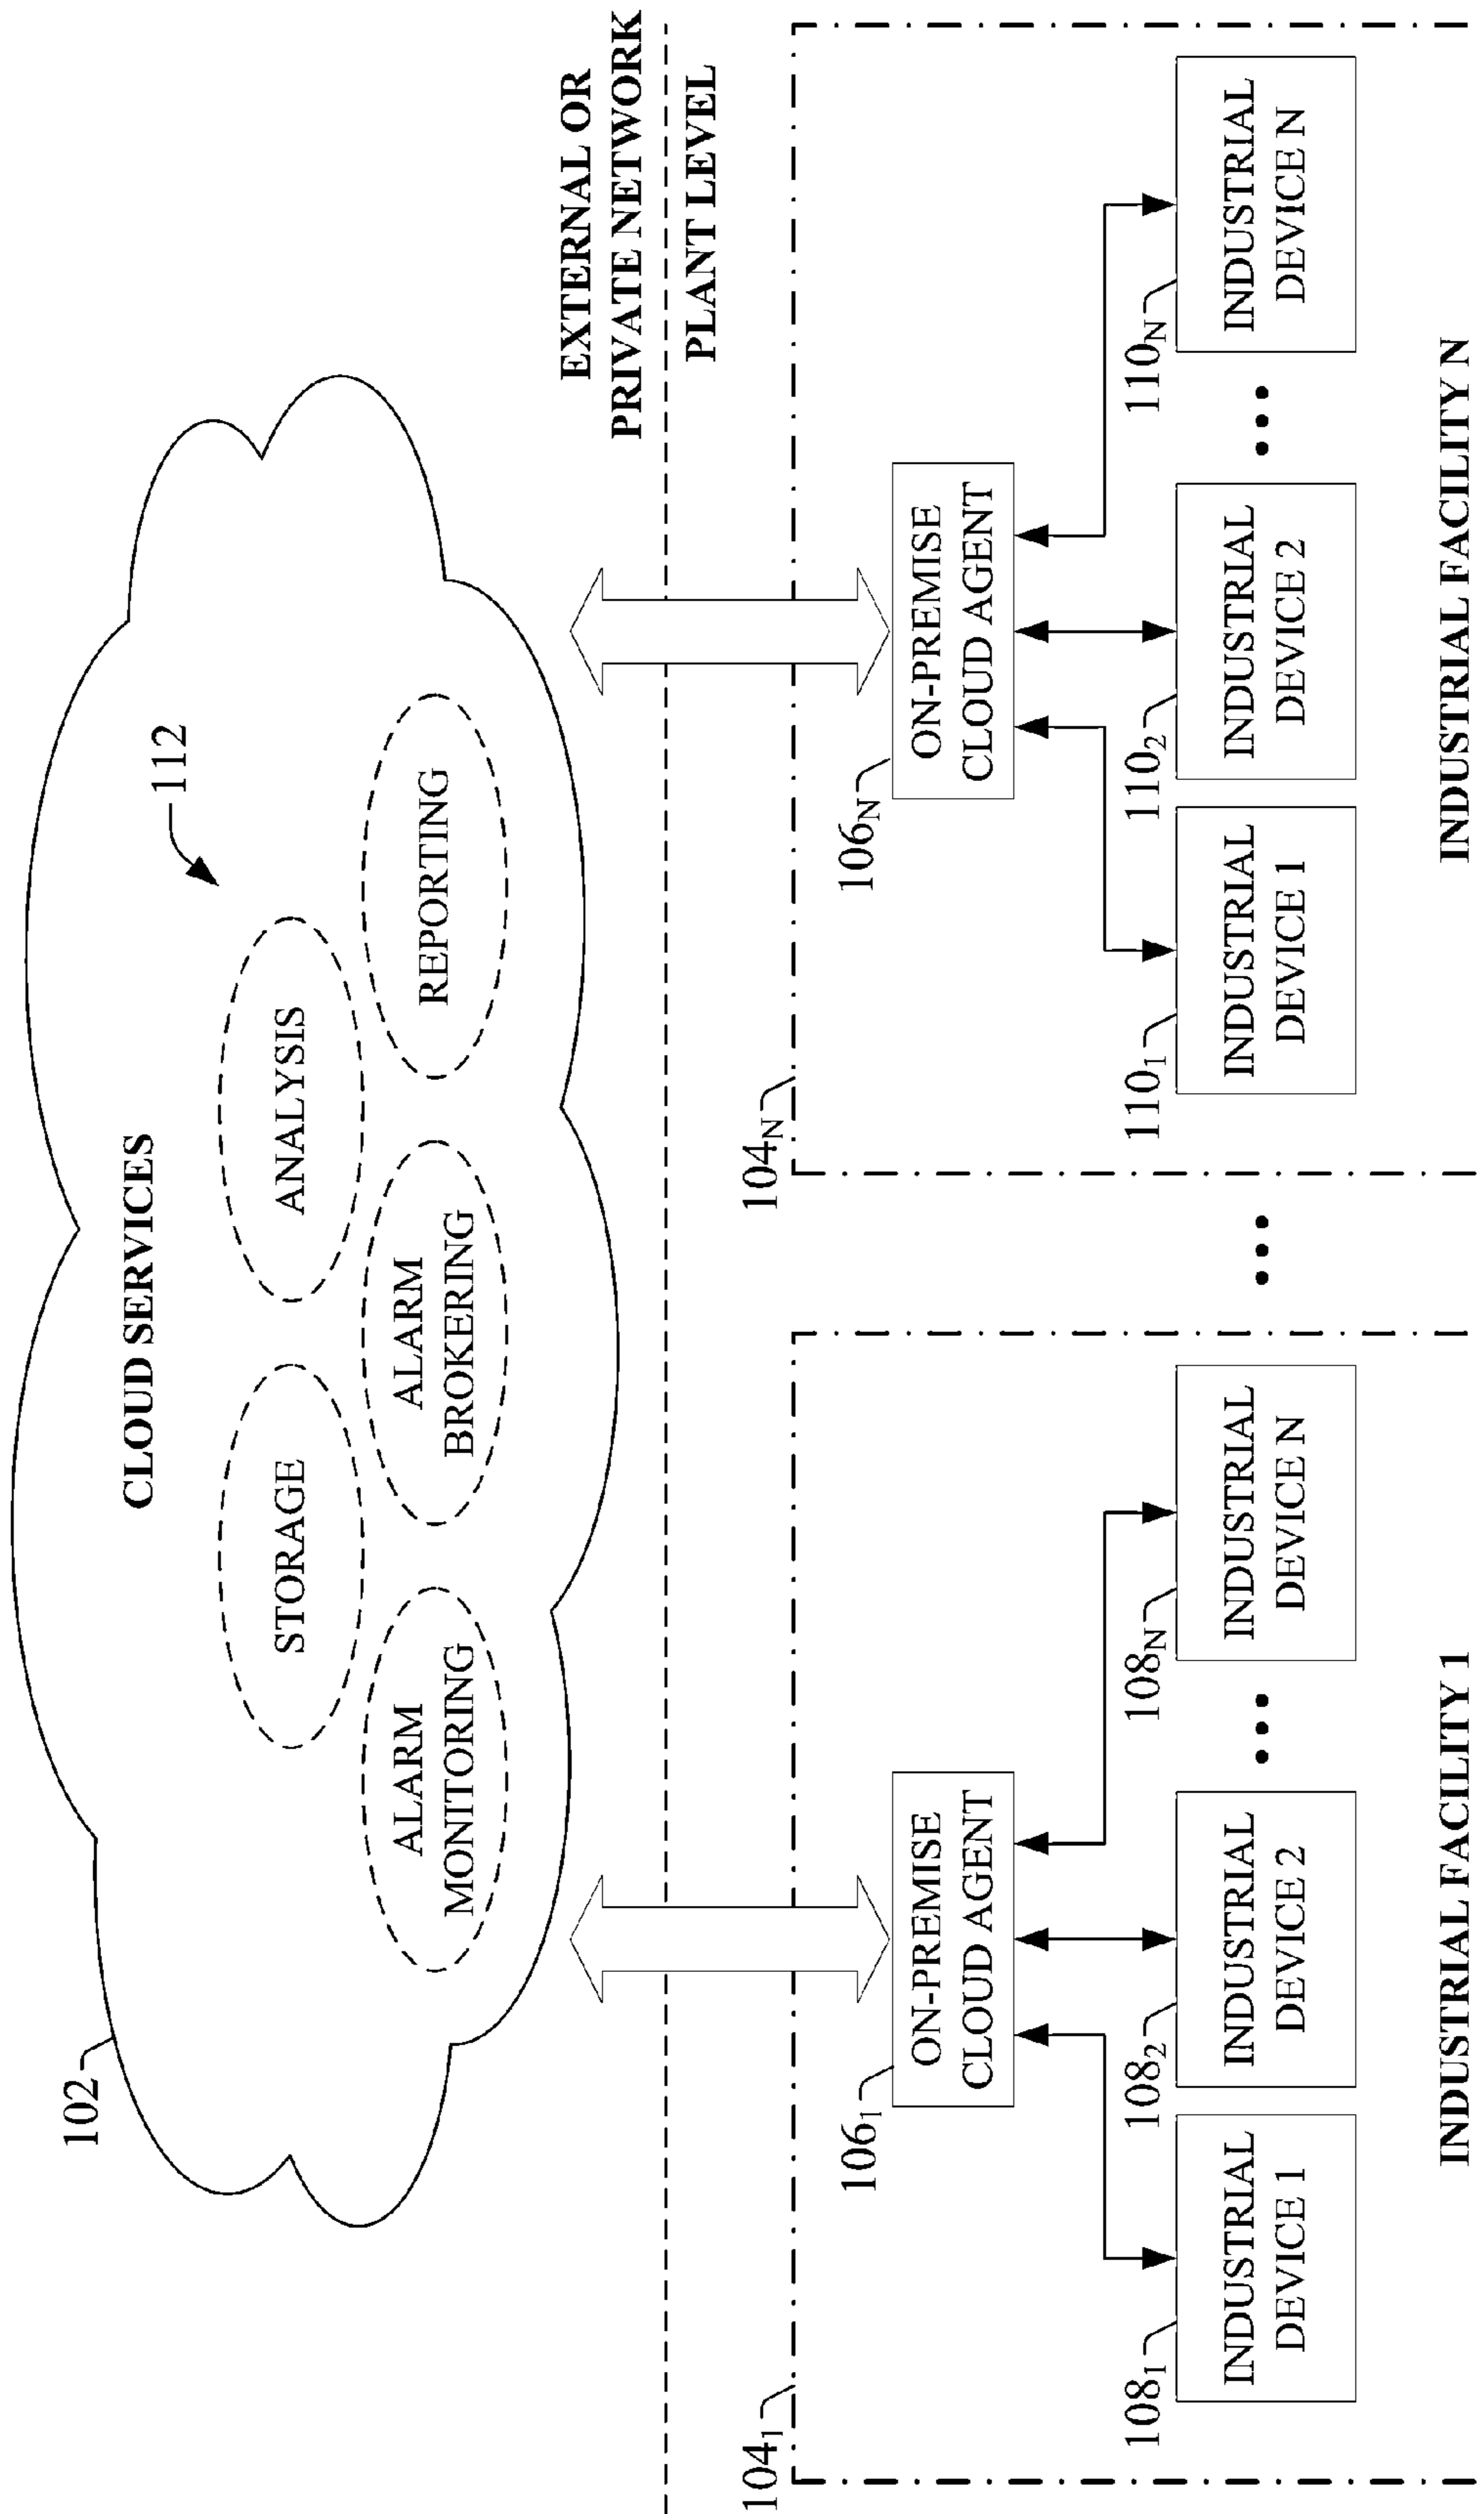 102
CLOUD SERVICES
112
STORAGE
ANALYSIS
ALARM
MONITORING
ALARM
BROKERING
REPORTING
EXTERNAL OR
PRIVATE NETWORK
PLANT LEVEL
104₁
106₁
ON-PREMISE
CLOUD AGENT
108₁
INDUSTRIAL
DEVICE 1
108₂
INDUSTRIAL
DEVICE 2
108N
INDUSTRIAL
DEVICE N
INDUSTRIAL FACILITY 1
104N
106N
ON-PREMISE
CLOUD AGENT
110₁
INDUSTRIAL
DEVICE 1
110₂
INDUSTRIAL
DEVICE 2
110N
INDUSTRIAL
DEVICE N
INDUSTRIAL FACILITY N